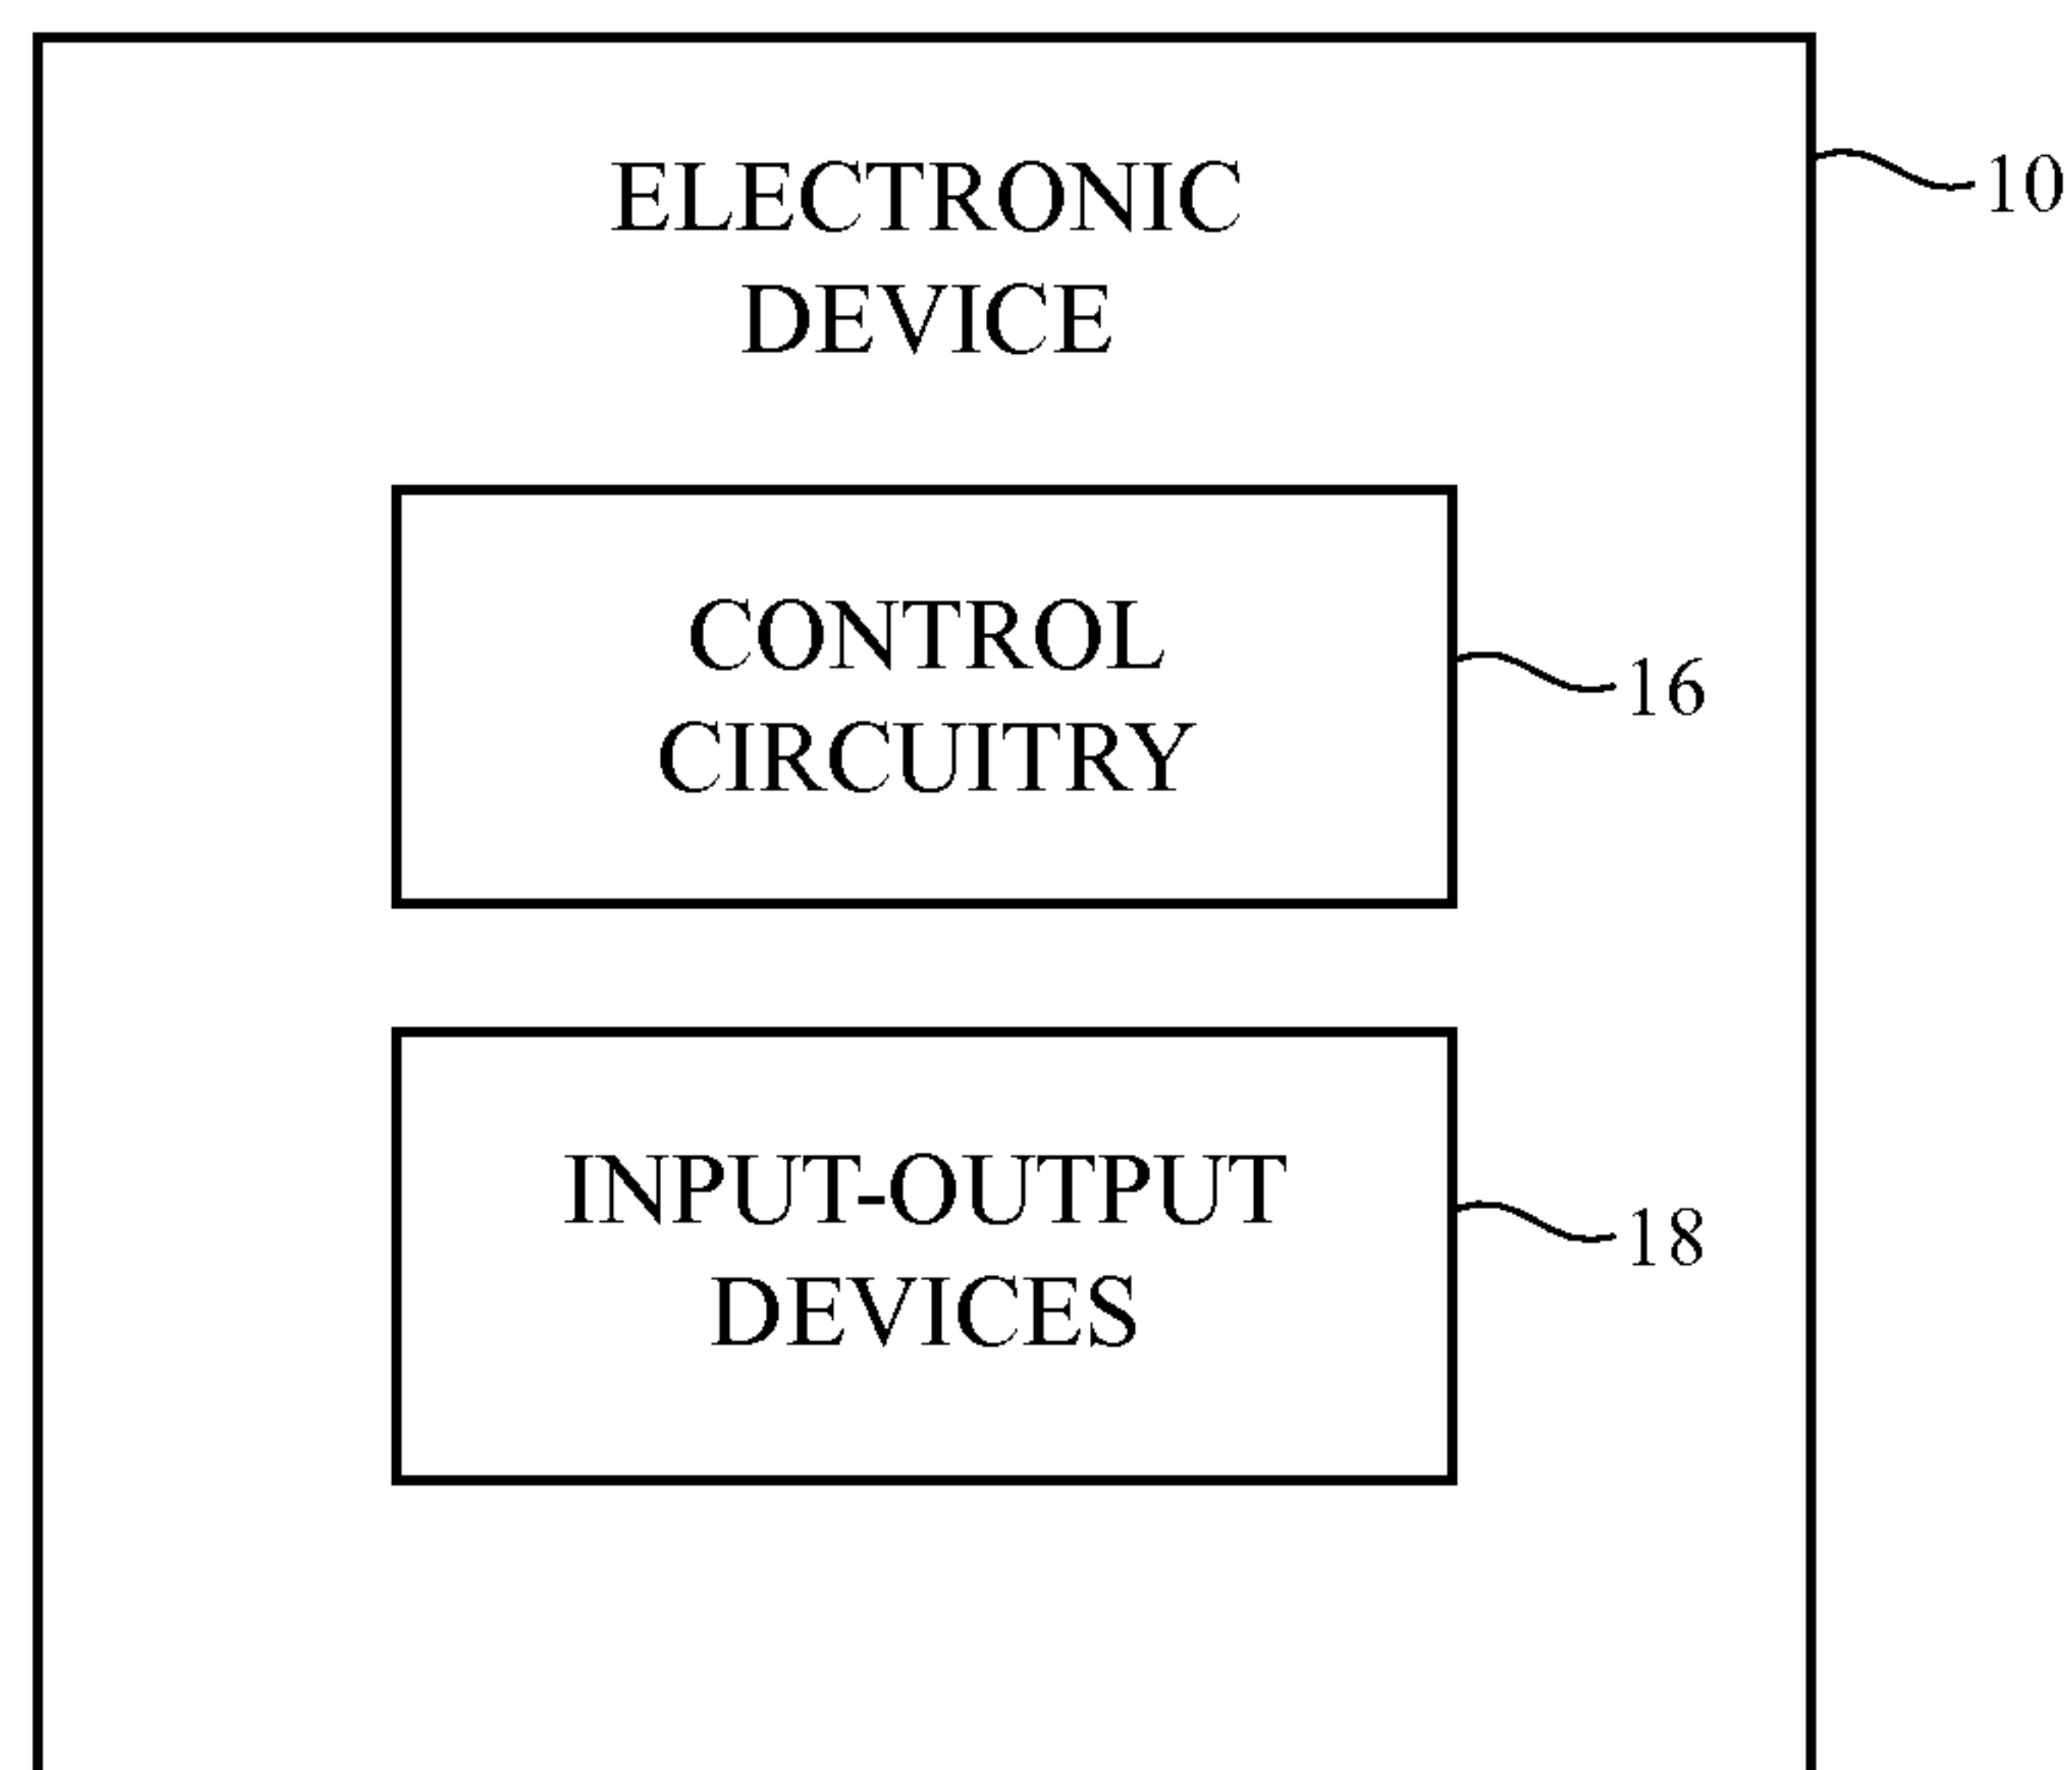 ELECTRONIC
DEVICE
10
CONTROL
CIRCUITRY
16
INPUT-OUTPUT
DEVICES
18